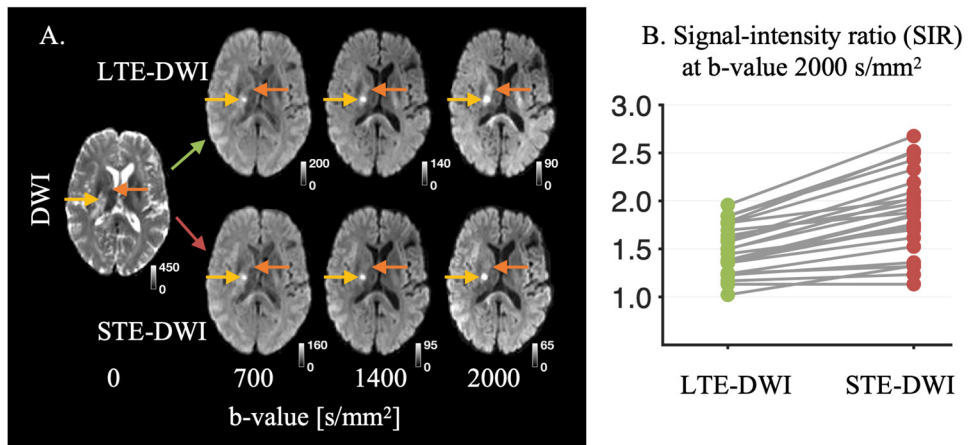 A.
LTE-DWI
DWI
450
0
200
0
140
0
90
0
STE-DWI
160
0
95
0
65
0
0 700 1400 2000
b-value [s/mm²]
B. Signal-intensity ratio (SIR)
at b-value 2000 s/mm²
3.0
2.5
2.0
1.5
1.0
LTE-DWI STE-DWI